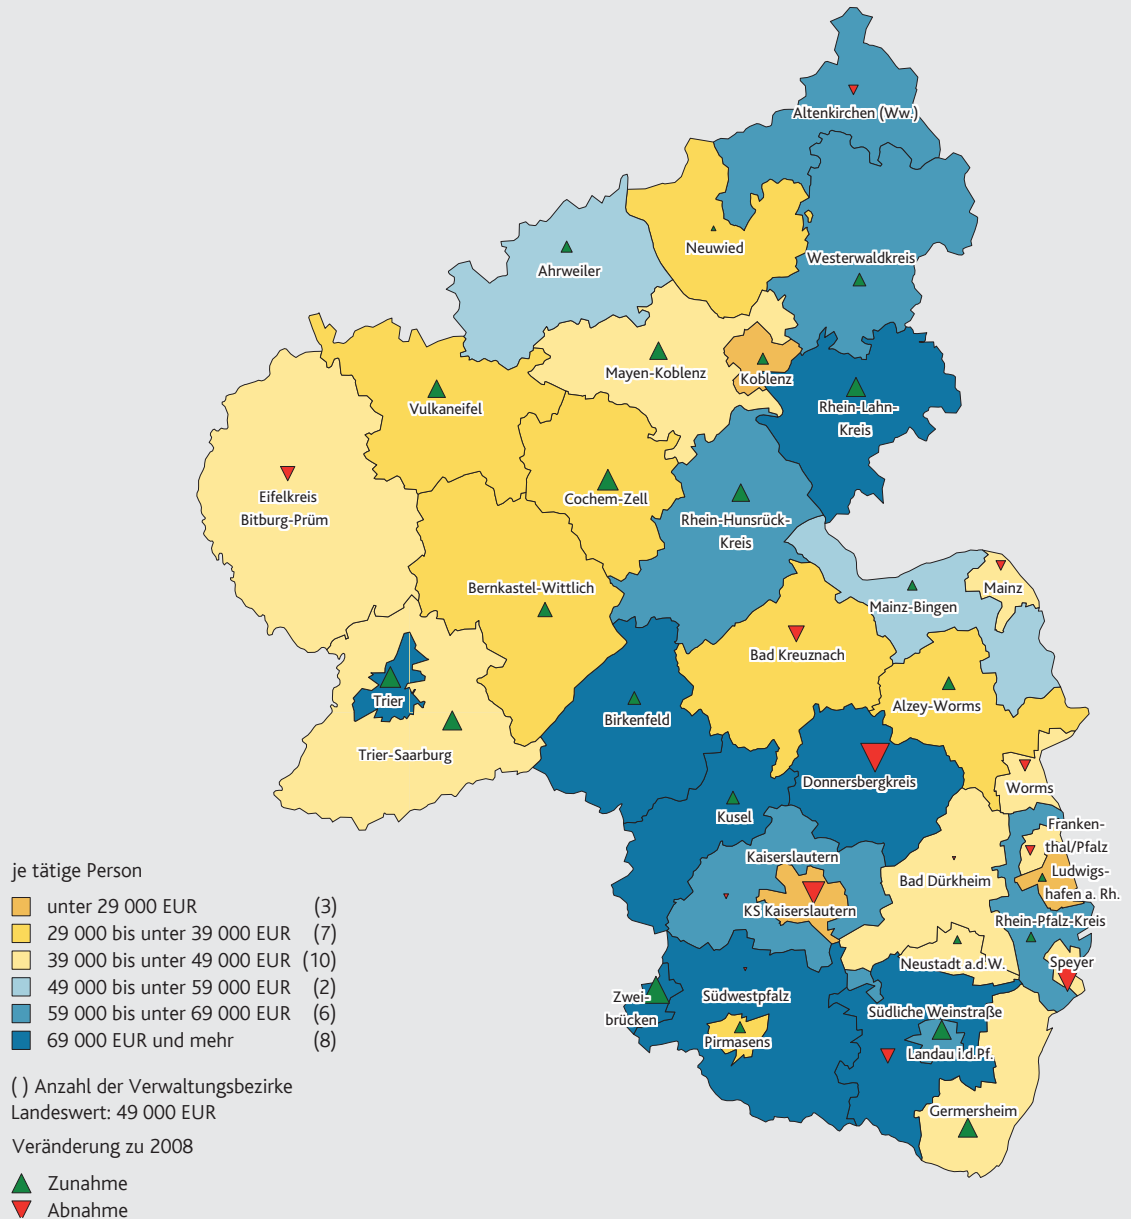 Altenkirchen (Ww.)
Neuwied
Westerwaldkreis
Ahrweiler
Mayen-Koblenz
Koblenz
Rhein-Lahn-
Kreis
Vulkaneifel
Cochem-Zell
Eifelkreis
Bitburg-Prüm
Rhein-Hunsrück-
Kreis
Bernkastel-Wittlich
Mainz
Mainz-Bingen
Bad Kreuznach
Trier
Birkenfeld
Alzey-Worms
Trier-Saarburg
Donnersbergkreis
Worms
Kusel
Franken-
thal/Pfalz
Kaiserslautern
Ludwigs-
hafen a. Rh.
Bad Dürkheim
KS Kaiserslautern
Rhein-Pfalz-Kreis
Neustadt a.d.W.
Speyer
Zwei-
brücken
Südwestpfalz
Südliche Weinstraße
Pirmasens
Landau i.d.Pf.
Germersheim
je tätige Person
unter 29 000 EUR (3)
29 000 bis unter 39 000 EUR (7)
39 000 bis unter 49 000 EUR (10)
49 000 bis unter 59 000 EUR (2)
59 000 bis unter 69 000 EUR (6)
69 000 EUR und mehr (8)
( ) Anzahl der Verwaltungsbezirke
Landeswert: 49 000 EUR
Veränderung zu 2008
Zunahme
Abnahme